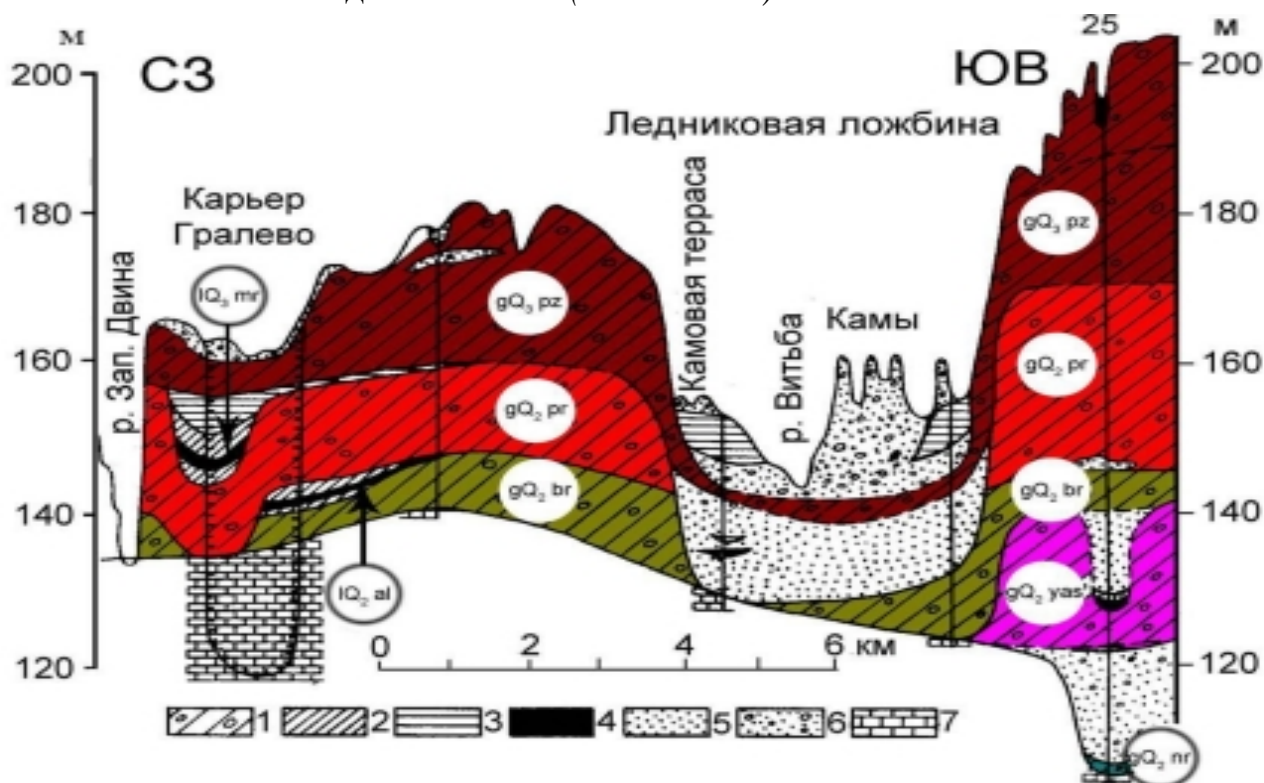 м
200
180
160
140
120
СЗ
ЮВ
25
м
200
180
160
140
120
Ледниковая ложбина
Карьер
Гралево
р. Зап. Двина
Камовая терраса
р. Витьба
Камы
lQ₃ mr
gQ₃ pz
gQ₂ pr
gQ₂ br
lQ₂ al
gQ₃ pz
gQ₂ pr
gQ₂ br
gQ₂ yas
gQ₂ nr
0 2 4 6 км
1 2 3 4 5 6 7